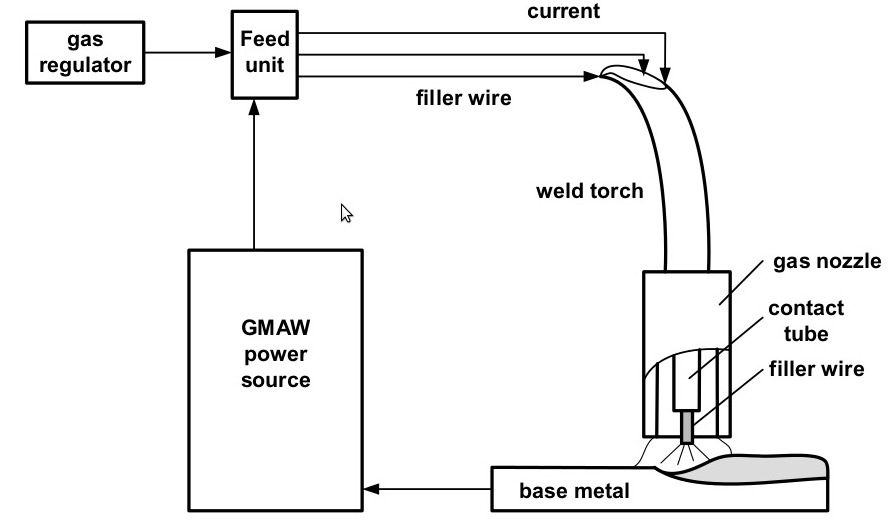 current
gas
regulator
Feed
unit
filler wire
weld torch
gas nozzle
contact
tube
filler wire
GMAW
power
source
base metal